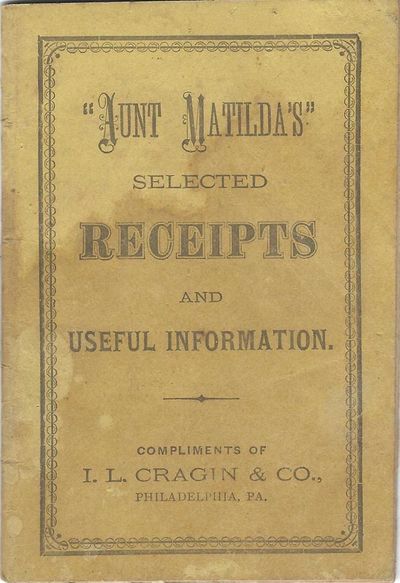 "AUNT MATILDA'S"
SELECTED
RECEIPTS
AND
USEFUL INFORMATION.
COMPLIMENTS OF
I. L. CRAGIN & CO.,
PHILADELPHIA, PA.